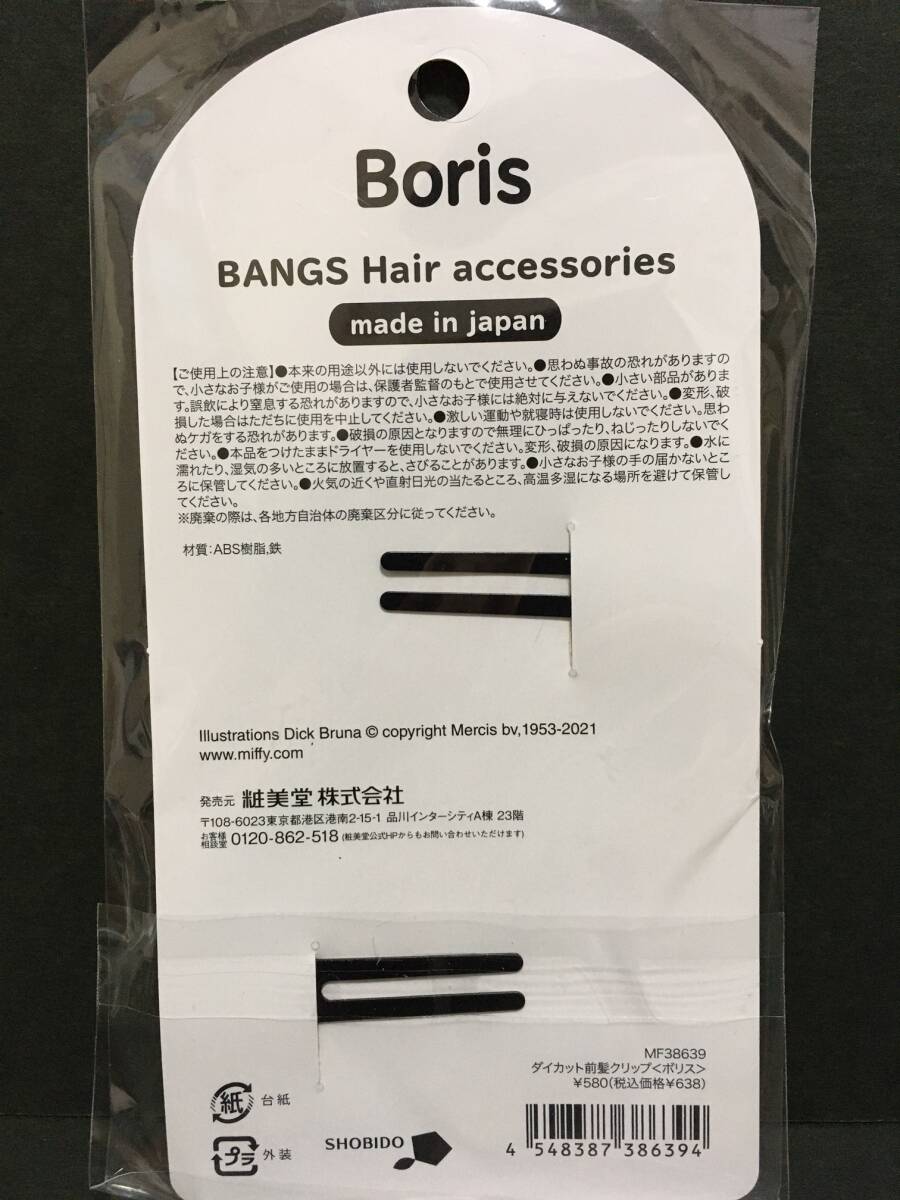 Boris
BANGS Hair accessories
made in japan
【ご使用上の注意】●本来の用途以外には使用しないでください。●思わぬ事故の恐れがありますの
で、小さなお子様がご使用の場合は、保護者監督のもとで使用させてください。●小さい部品がありま
す。誤飲により窒息する恐れがありますので、小さなお子様には絶対に与えないでください。●変形、破
損した場合はただちに使用を中止してください。●激しい運動や就寝時は使用しないでください。思わ
ぬケガをする恐れがあります。●破損の原因となりますので無理にひっぱったり、ねじったりしないでく
ださい。●本品をつけたままドライヤーを使用しないでください。変形、破損の原因になります。●水に
濡れたり、湿気の多いところに放置すると、さびることがあります。●小さなお子様の手の届かないとこ
ろに保管してください。●火気の近くや直射日光の当たるところ、高温多湿になる場所を避けて保管し
てください。
※廃棄の際は、各地方自治体の廃棄区分に従ってください。
材質:ABS樹脂,鉄
Illustrations Dick Bruna © copyright Mercis bv,1953-2021
www.miffy.com
発売元 粧美堂 株式会社
〒108-6023東京都港区港南2-15-1 品川インターシティA棟 23階
お客様相談室 0120-862-518 (粧美堂公式HPからもお問い合わせいただけます)
MF38639
ダイカット前髪クリップ<ボリス>
¥580(税込価格¥638)
紙 台紙
プラ 外装
SHOBIDO
4 548387 386394